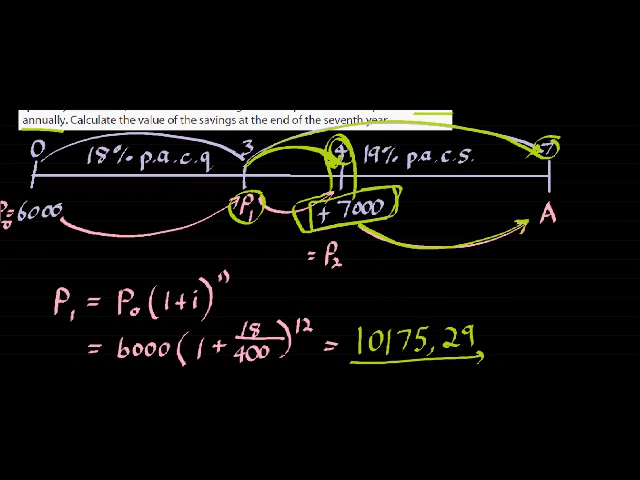 annually. Calculate the value of the savings at the end of the seventh year
0 18% p.a.c.q 3 4 19% p.a.c.s. 7
P₀=6000 P₁ + 7000 A
= P₂
P₁ = P₀ (1+i)ⁿ
= 6000 (1 + 18/400)¹² = 10175,29